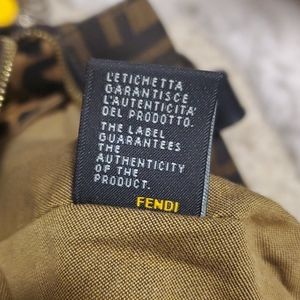 L'ETICHETTA
GARANTISCE
L'AUTENTICITA'
DEL PRODOTTO.
THE LABEL
GUARANTEES
THE
AUTHENTICITY
OF THE
PRODUCT.
FENDI